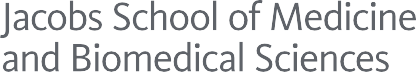 Jacobs School of Medicine
and Biomedical Sciences